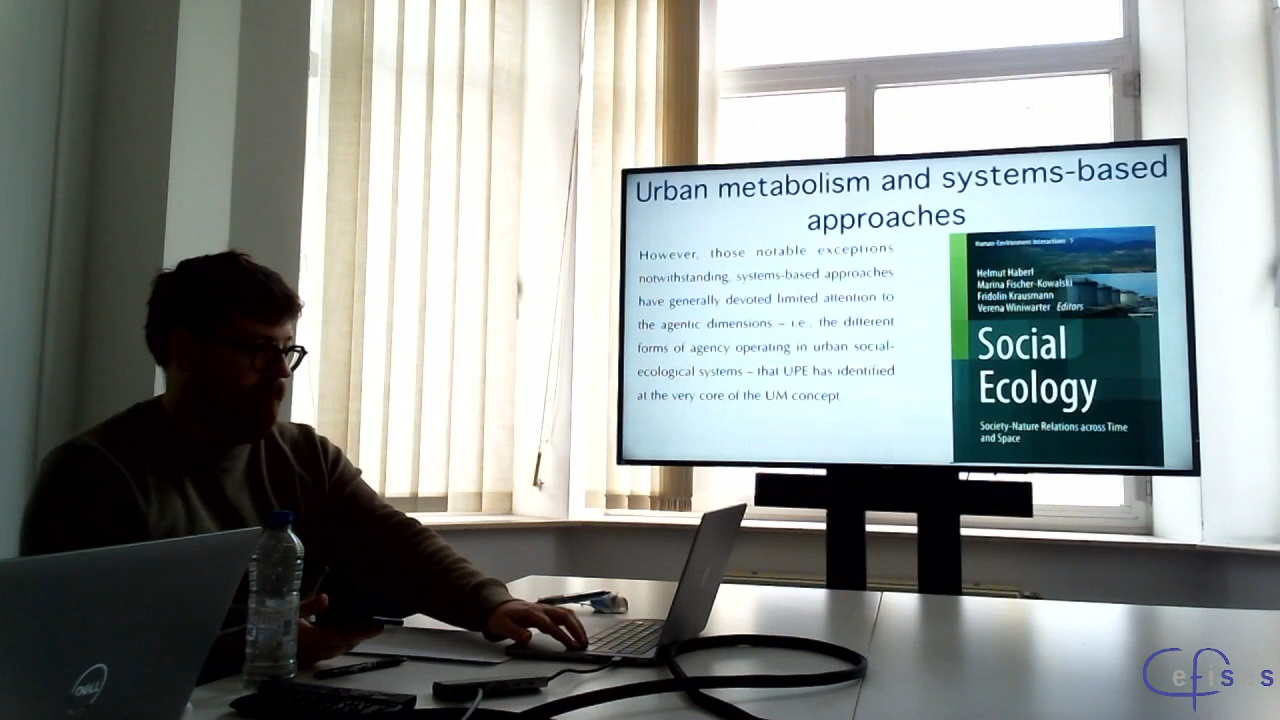 Urban metabolism and systems-based
approaches
However, those notable exceptions
notwithstanding, systems-based approaches
have generally devoted limited attention to
the agentic dimensions – i.e., the different
forms of agency operating in urban social-
ecological systems – that UPE has identified
at the very core of the UM concept
Human-Environment Interactions 5
Helmut Haberl
Marina Fischer-Kowalski
Fridolin Krausmann
Verena Winiwarter Editors
Social
Ecology
Society-Nature Relations across Time
and Space
DELL
Cefises